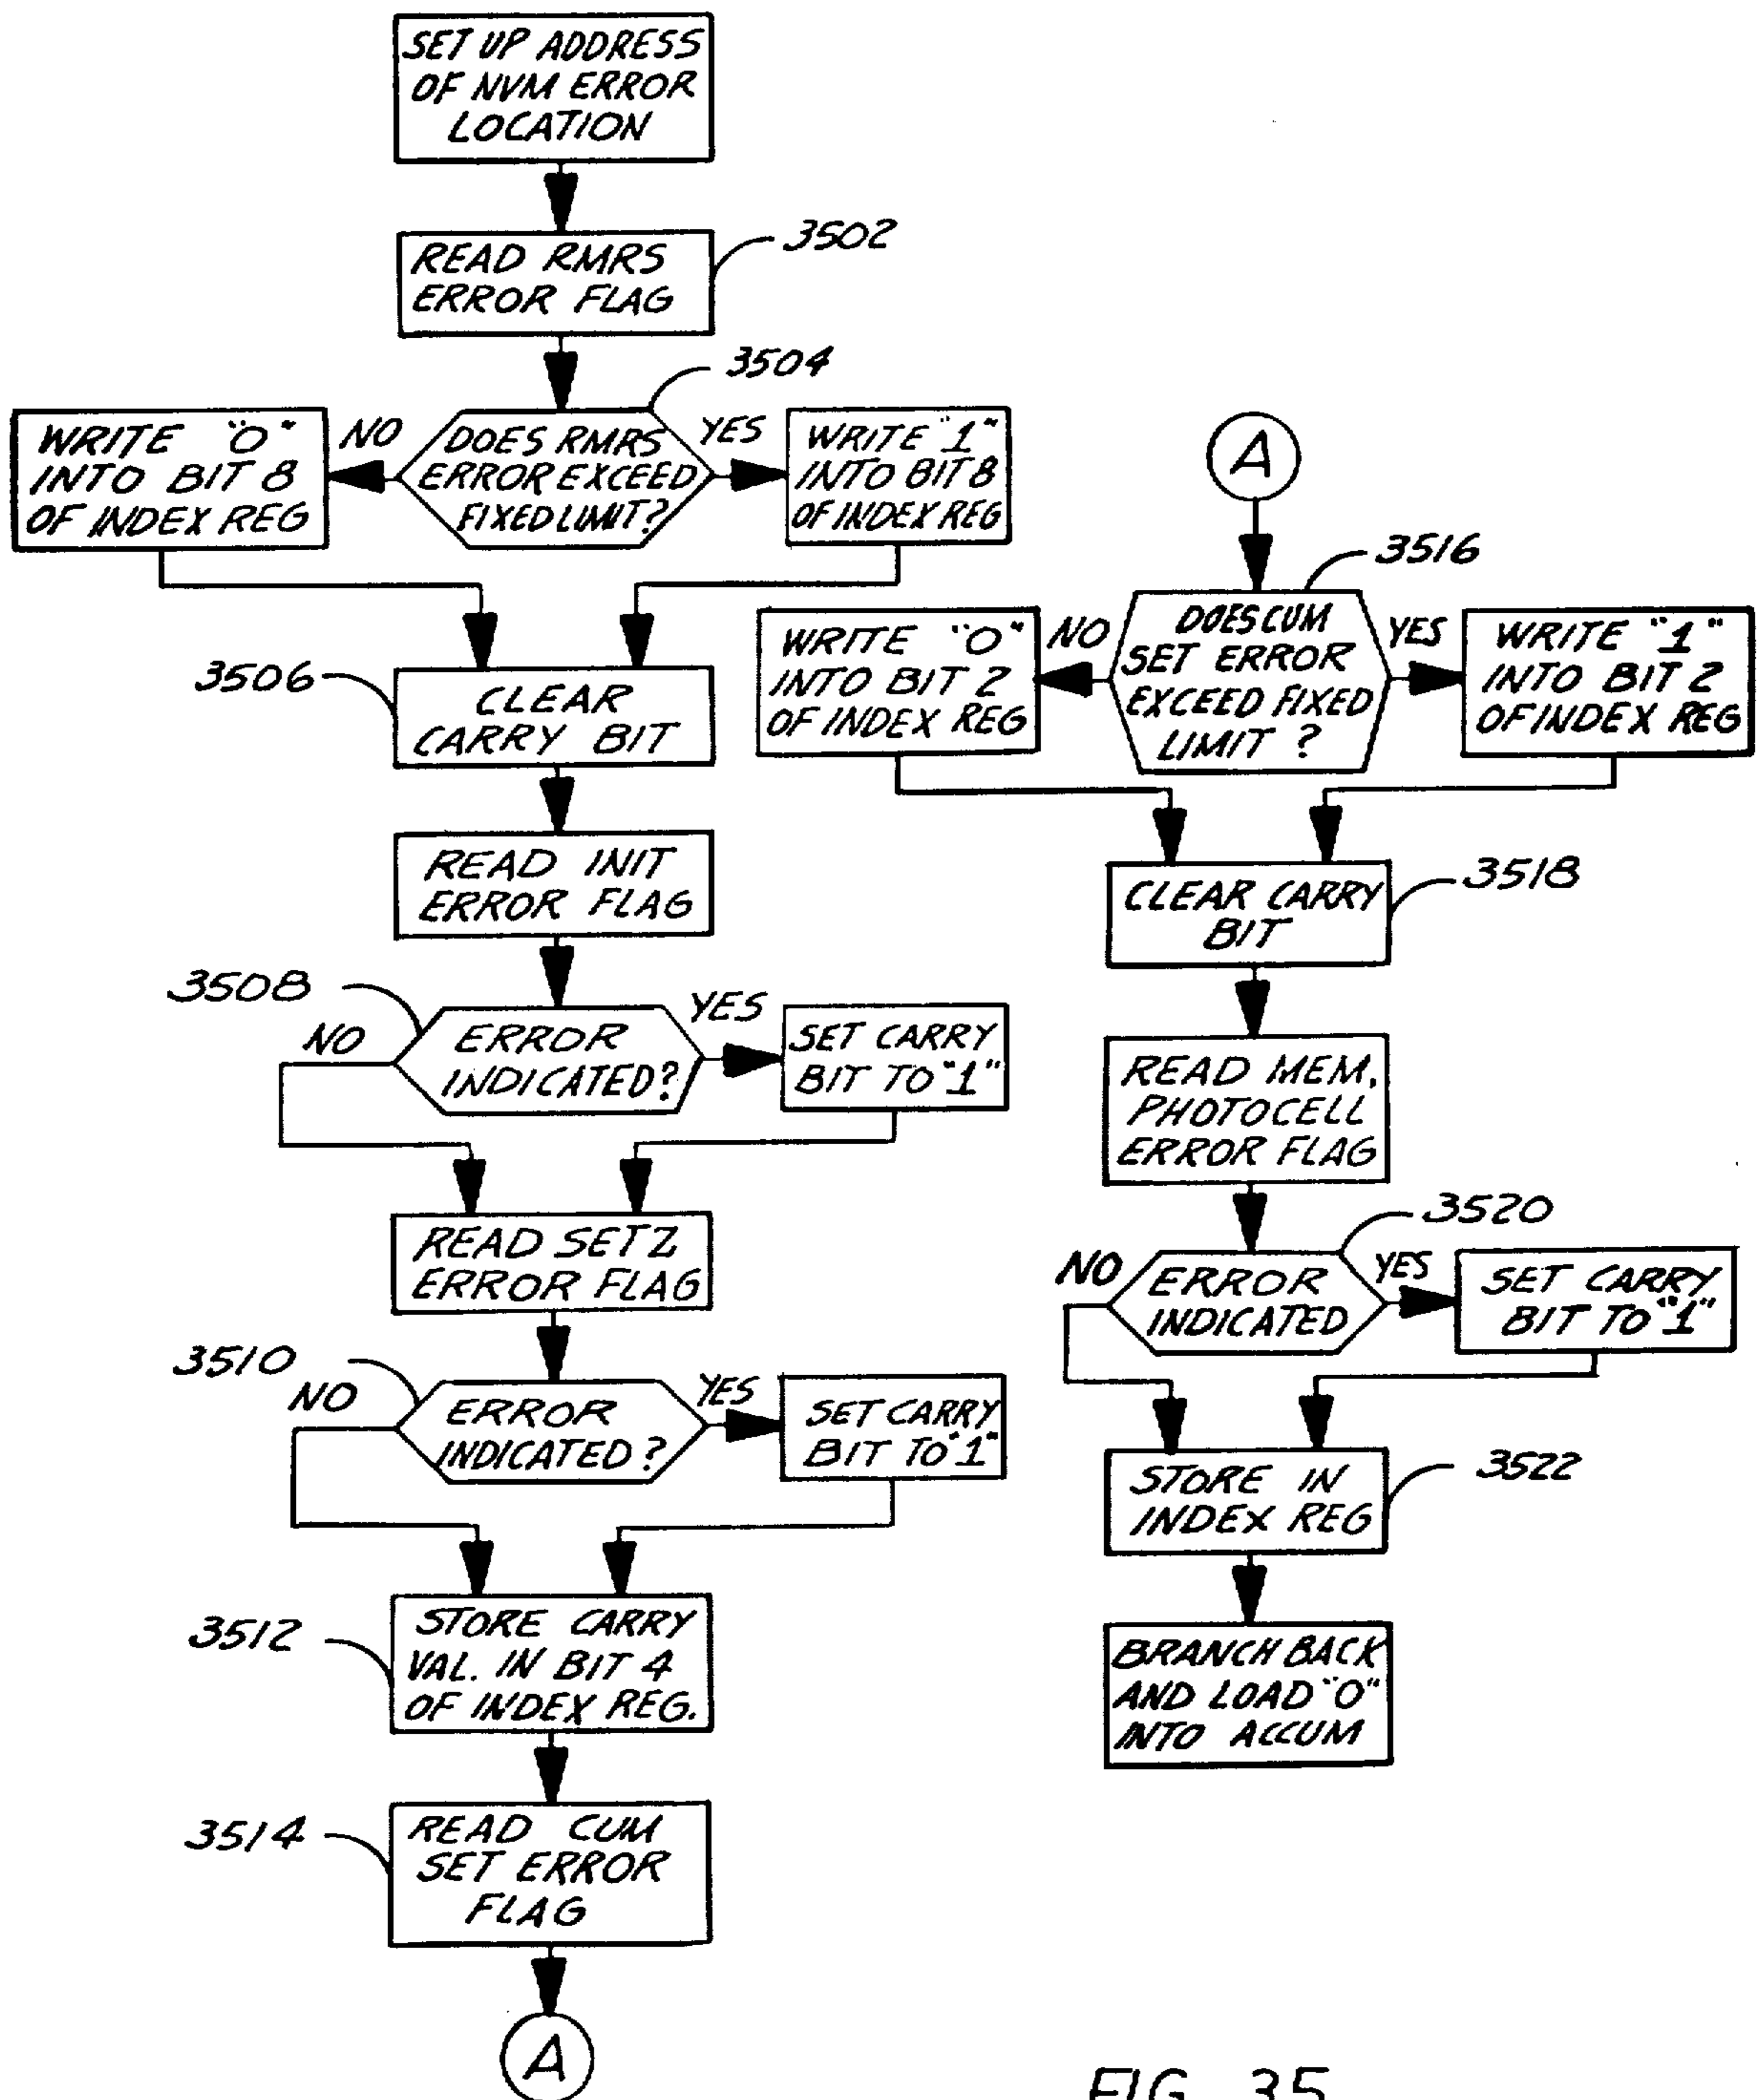 SET UP ADDRESS
OF NVM ERROR
LOCATION
3502
READ RMRS
ERROR FLAG
3504
WRITE "0"
INTO BIT 8
OF INDEX REG
NO
DOES RMRS
ERROR EXCEED
FIXED LIMIT?
YES
WRITE "1"
INTO BIT 8
OF INDEX REG
3506
CLEAR
CARRY BIT
READ INIT
ERROR FLAG
3508
NO
ERROR
INDICATED?
YES
SET CARRY
BIT TO "1"
READ SETZ
ERROR FLAG
3510
NO
ERROR
INDICATED?
YES
SET CARRY
BIT TO "1"
3512
STORE CARRY
VAL. IN BIT 4
OF INDEX REG.
3514
READ CUM
SET ERROR
FLAG
A
A
3516
WRITE "0"
INTO BIT 2
OF INDEX REG
NO
DOES CUM
SET ERROR
EXCEED FIXED
LIMIT ?
YES
WRITE "1"
INTO BIT 2
OF INDEX REG
3518
CLEAR CARRY
BIT
READ MEM.
PHOTOCELL
ERROR FLAG
3520
NO
ERROR
INDICATED
YES
SET CARRY
BIT TO "1"
3522
STORE IN
INDEX REG
BRANCH BACK
AND LOAD "0"
INTO ACCUM
FIG. 35